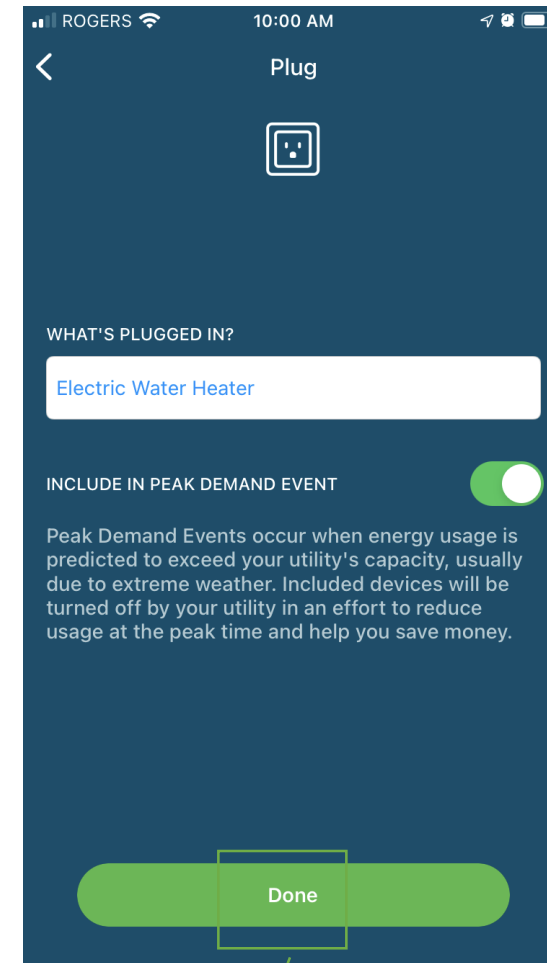 ROGERS 10:00 AM
Plug
WHAT'S PLUGGED IN?
Electric Water Heater
INCLUDE IN PEAK DEMAND EVENT
Peak Demand Events occur when energy usage is
predicted to exceed your utility's capacity, usually
due to extreme weather. Included devices will be
turned off by your utility in an effort to reduce
usage at the peak time and help you save money.
Done